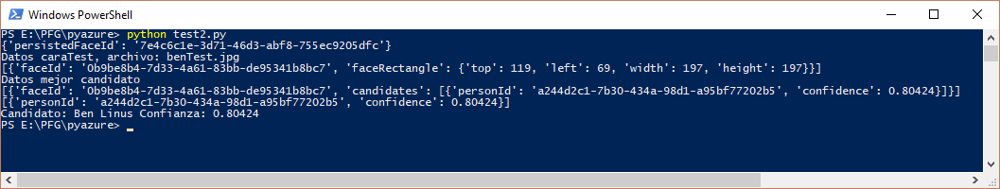 Windows PowerShell
PS E:\PFG\pyazure> python test2.py
{'persistedFaceId': '7e4c6c1e-3d71-46d3-abf8-755ec9205dfc'}
Datos caraTest, archivo: benTest.jpg
[{'faceId': '0b9be8b4-7d33-4a61-83bb-de95341b8bc7', 'faceRectangle': {'top': 119, 'left': 69, 'width': 197, 'height': 197}}]
Datos mejor candidato
[{'faceId': '0b9be8b4-7d33-4a61-83bb-de95341b8bc7', 'candidates': [{'personId': 'a244d2c1-7b30-434a-98d1-a95bf77202b5', 'confidence': 0.80424}]}]
[{'personId': 'a244d2c1-7b30-434a-98d1-a95bf77202b5', 'confidence': 0.80424}]
Candidato: Ben Linus Confianza: 0.80424
PS E:\PFG\pyazure>